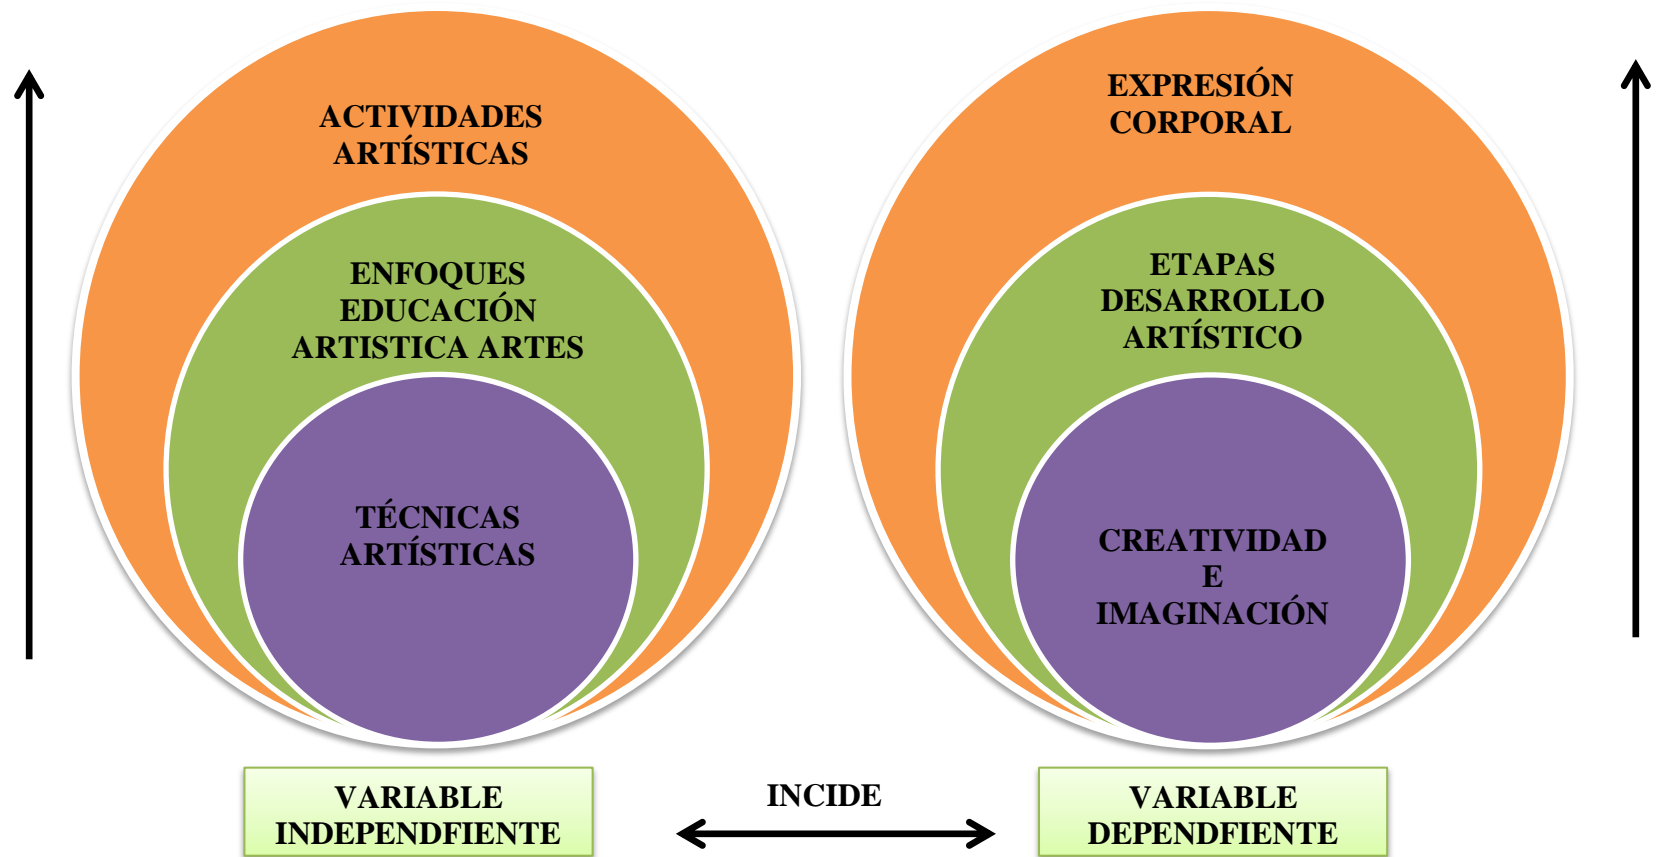 ACTIVIDADES
ARTÍSTICAS
ENFOQUES
EDUCACIÓN
ARTISTICA ARTES
TÉCNICAS
ARTÍSTICAS
EXPRESIÓN
CORPORAL
ETAPAS
DESARROLLO
ARTÍSTICO
CREATIVIDAD
E
IMAGINACIÓN
VARIABLE
INDEPENDFIENTE
INCIDE
VARIABLE
DEPENDFIENTE